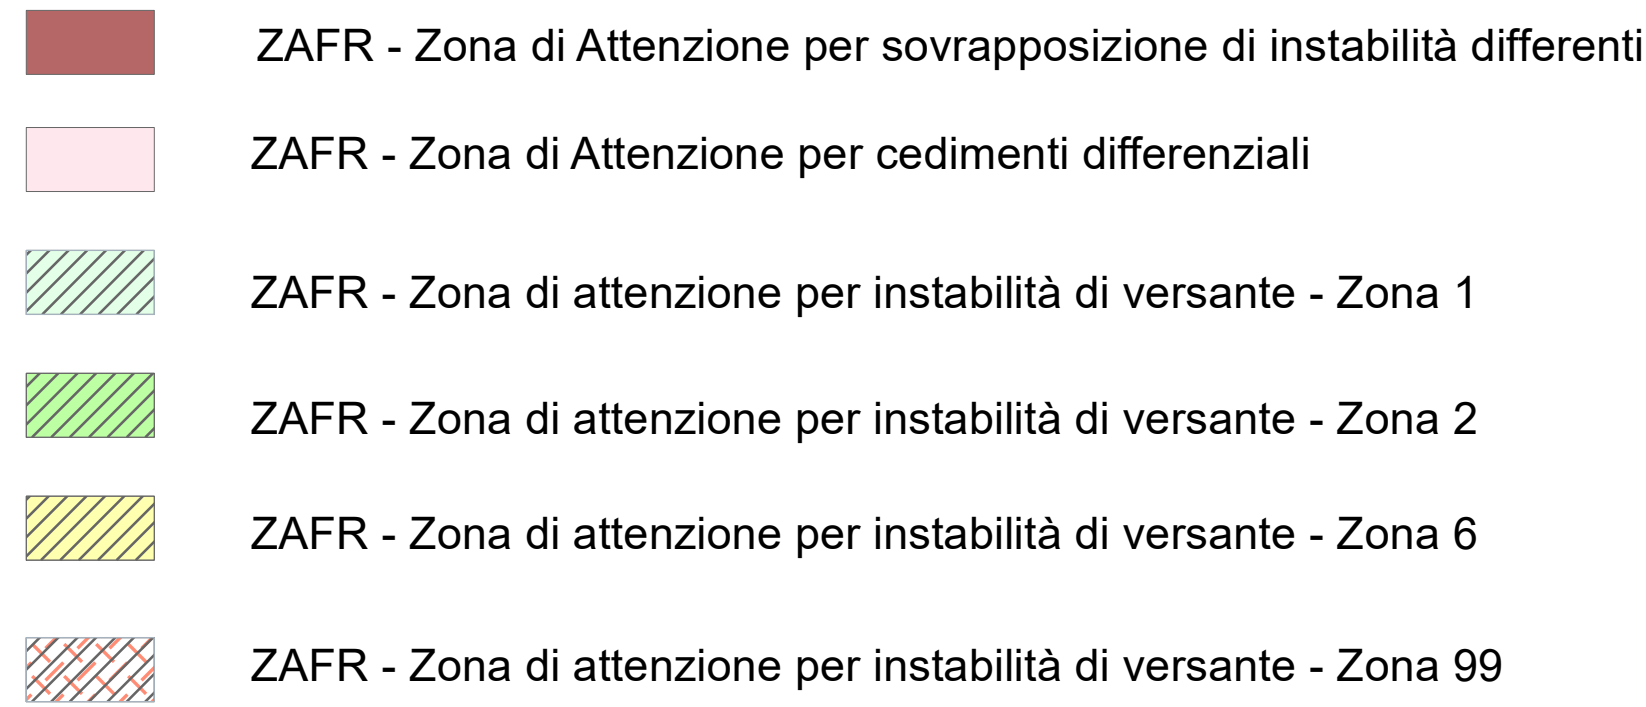 ZAFR - Zona di Attenzione per sovrapposizione di instabilità differenti
ZAFR - Zona di Attenzione per cedimenti differenziali
ZAFR - Zona di attenzione per instabilità di versante - Zona 1
ZAFR - Zona di attenzione per instabilità di versante - Zona 2
ZAFR - Zona di attenzione per instabilità di versante - Zona 6
ZAFR - Zona di attenzione per instabilità di versante - Zona 99